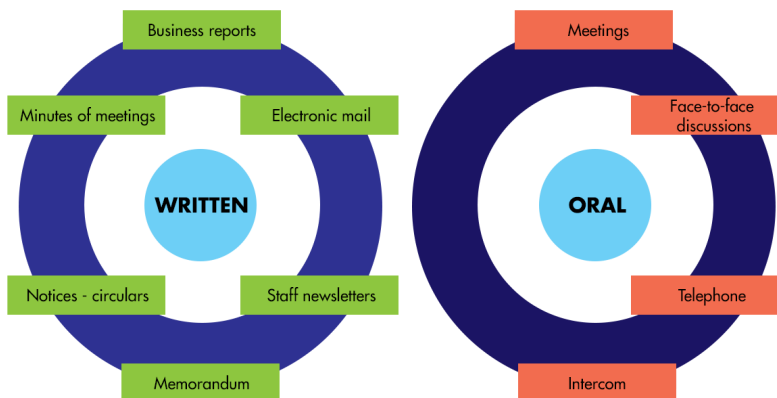 Business reports
Minutes of meetings
Electronic mail
WRITTEN
Notices - circulars
Staff newsletters
Memorandum
Meetings
Face-to-face
discussions
ORAL
Telephone
Intercom